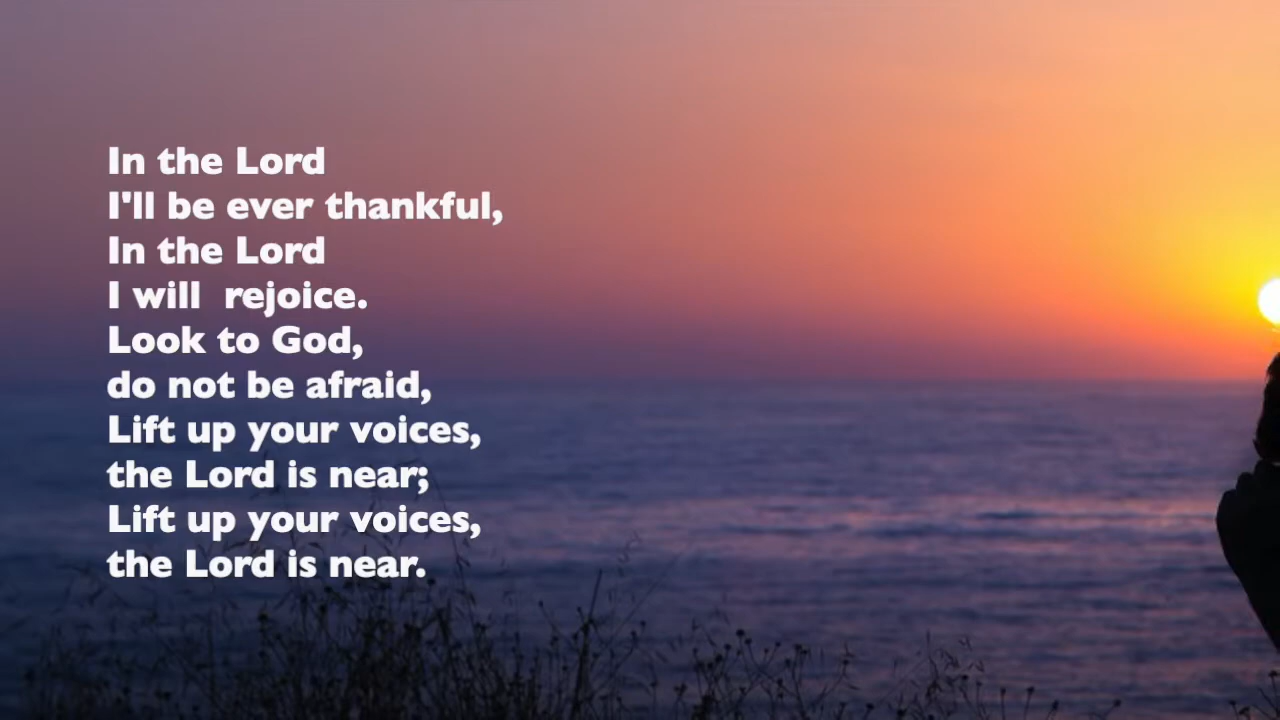 In the Lord
I'll be ever thankful,
In the Lord
I will  rejoice.
Look to God,
do not be afraid,
Lift up your voices,
the Lord is near;
Lift up your voices,
the Lord is near.